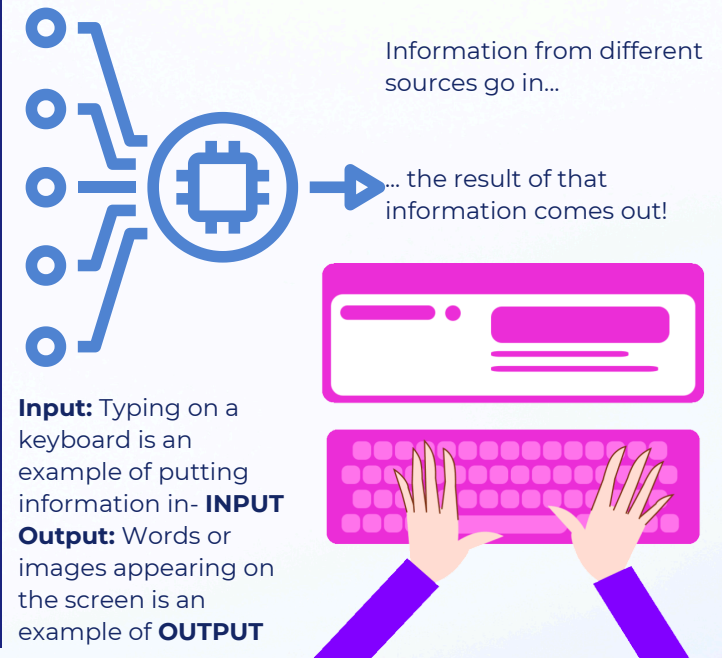 Information from different
sources go in...
... the result of that
information comes out!
Input: Typing on a
keyboard is an
example of putting
information in- INPUT
Output: Words or
images appearing on
the screen is an
example of OUTPUT